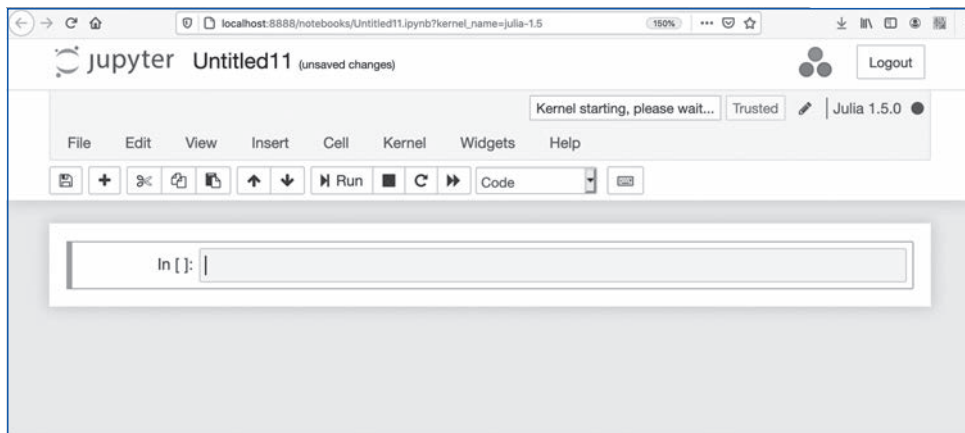 localhost:8888/notebooks/Untitled11.ipynb?kernel_name=julia-1.5 150%
jupyter Untitled11 (unsaved changes) Logout
Kernel starting, please wait... Trusted Julia 1.5.0
File Edit View Insert Cell Kernel Widgets Help
Run Code
In [ ]: